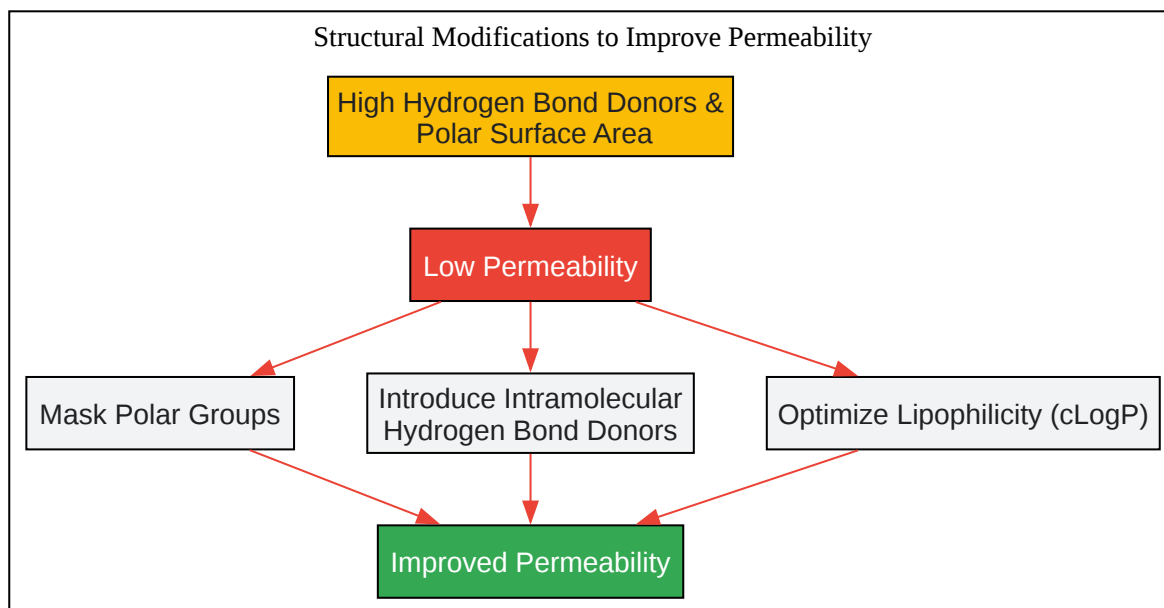 Structural Modifications to Improve Permeability
High Hydrogen Bond Donors &
Polar Surface Area
Low Permeability
Mask Polar Groups
Introduce Intramolecular
Hydrogen Bond Donors
Optimize Lipophilicity (cLogP)
Improved Permeability